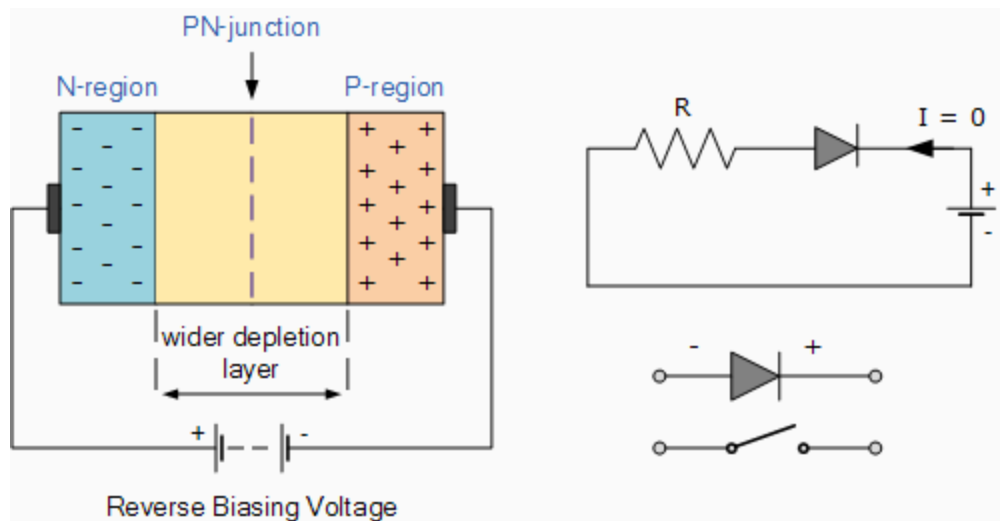 PN-junction
N-region
P-region
- - - - - - - - - - - - - - -
+ + + + + + + + + + + + + +
wider depletion
layer
+ -
Reverse Biasing Voltage
R
I = 0
+
-
- +